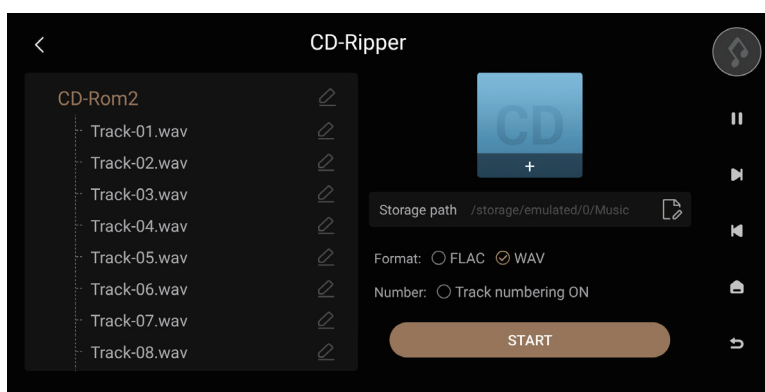 CD-Ripper
CD-Rom2
Track-01.wav
Track-02.wav
Track-03.wav
Track-04.wav
Track-05.wav
Track-06.wav
Track-07.wav
Track-08.wav
CD
+
Storage path /storage/emulated/0/Music
Format: FLAC WAV
Number: Track numbering ON
START